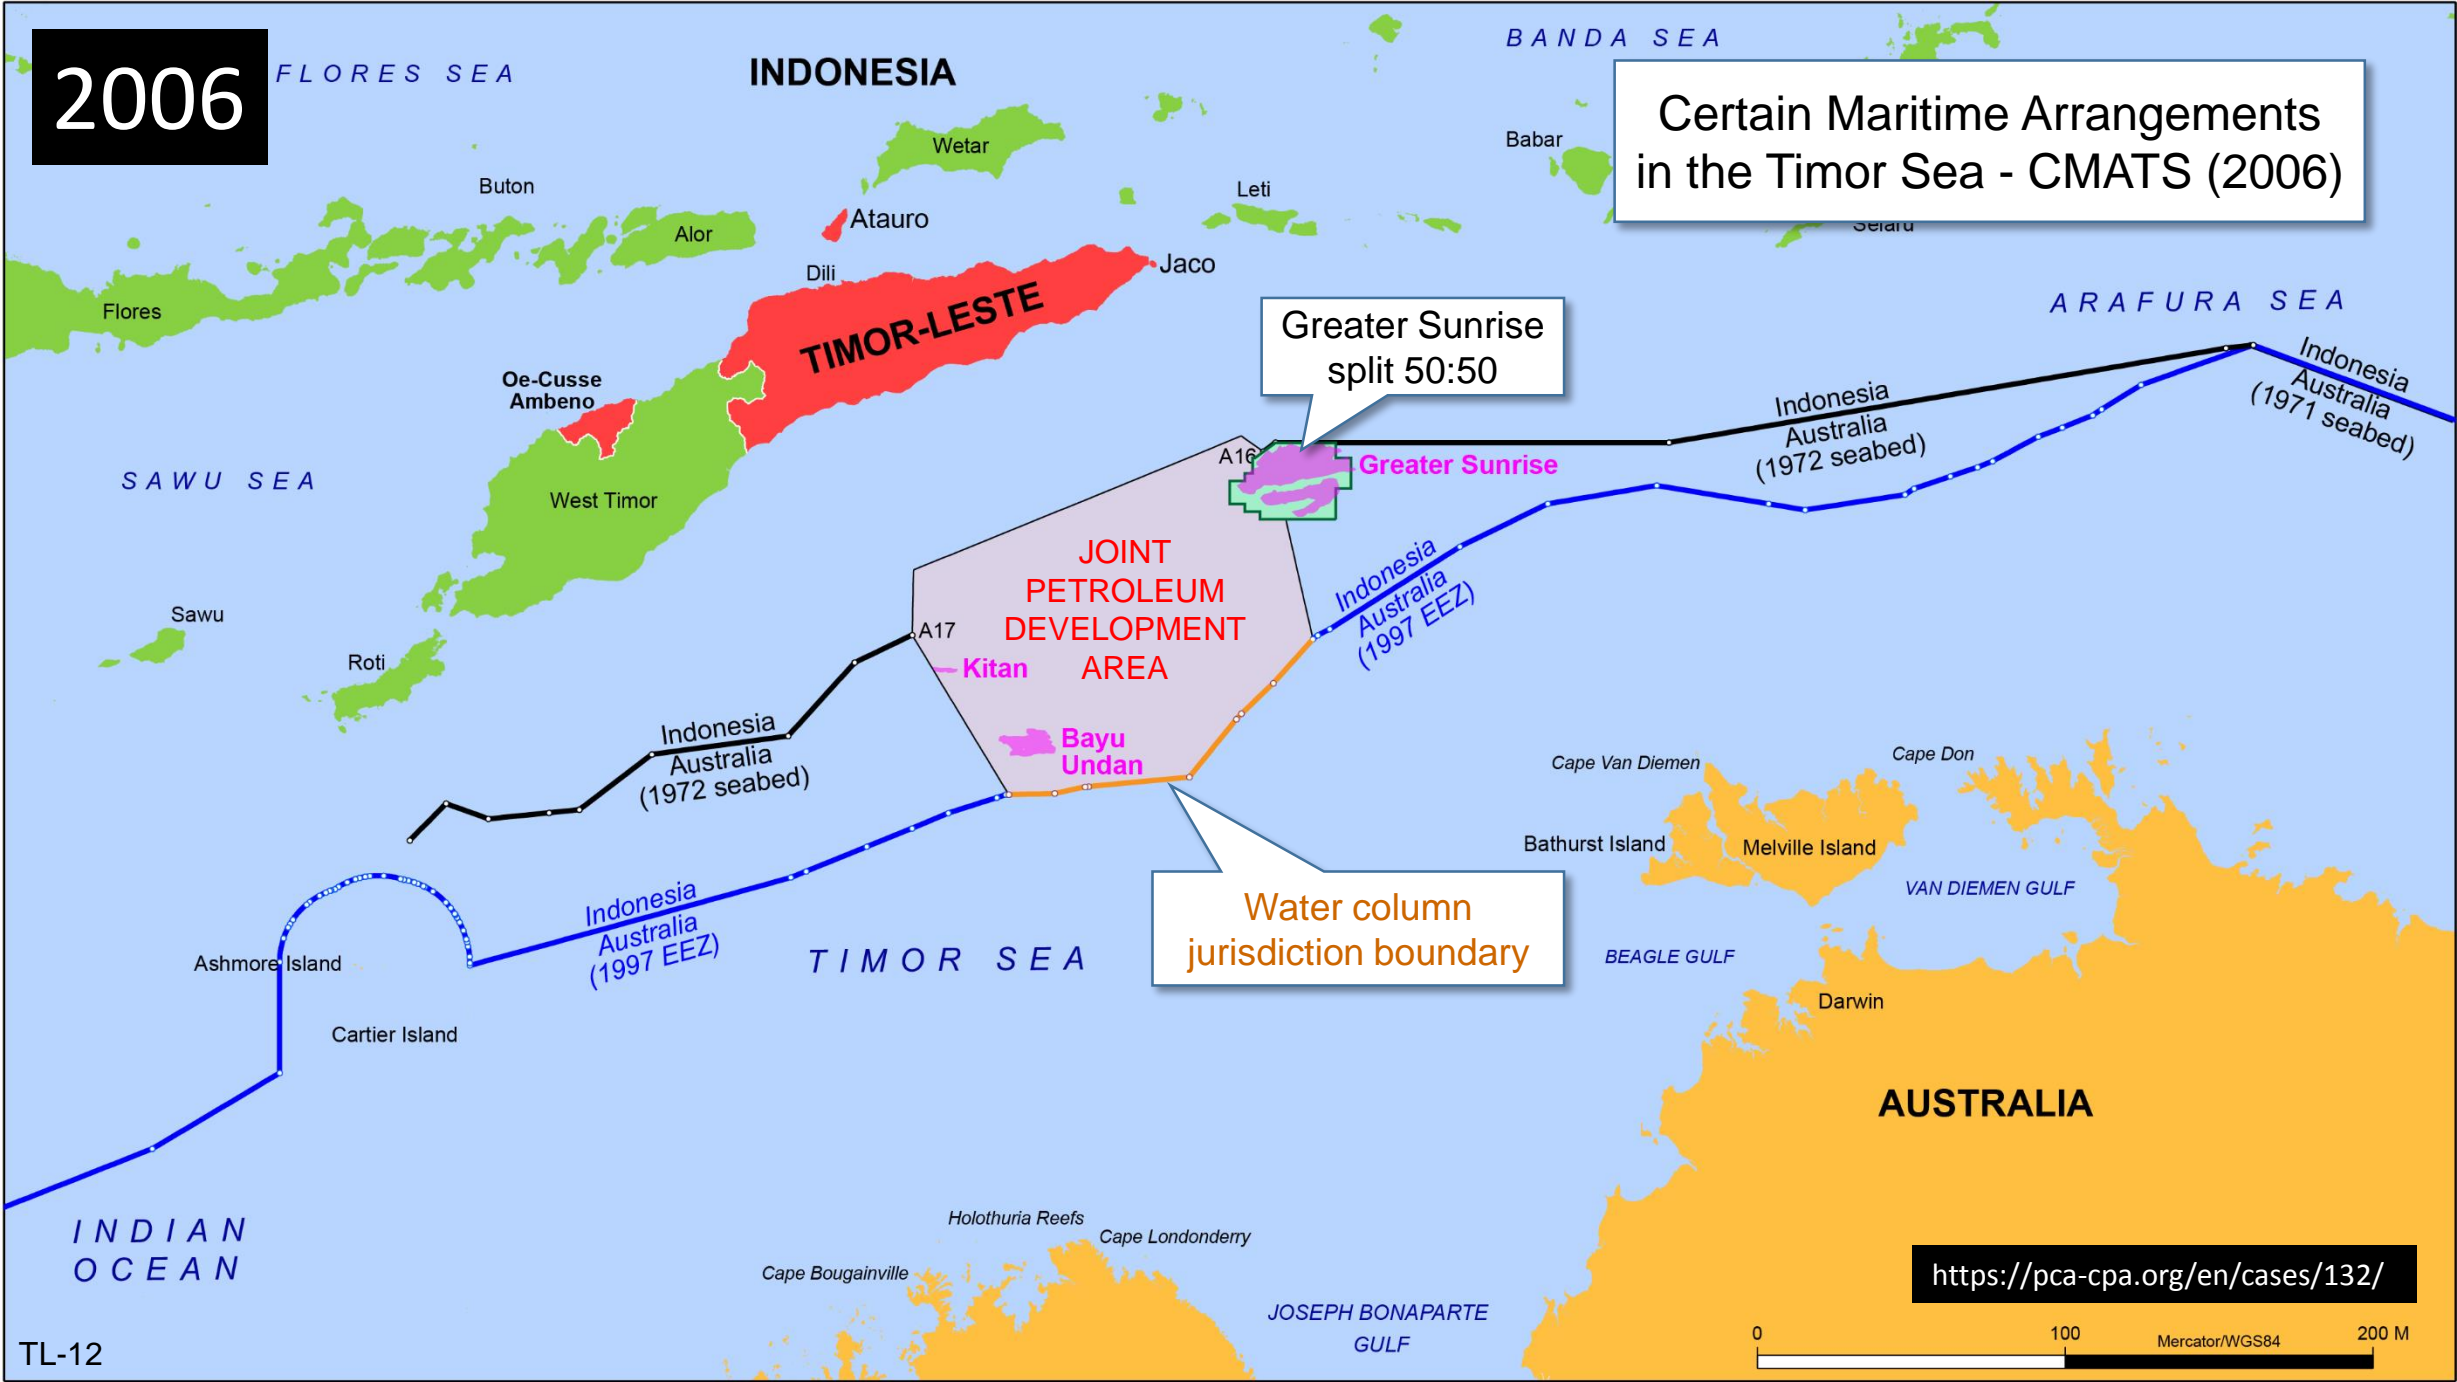 2006
FLORES SEA
INDONESIA
BANDA SEA
Certain Maritime Arrangements
in the Timor Sea - CMATS (2006)
Wetar
Babar
Buton
Leti
Atauro
Alor
Selaru
Dili
Jaco
Flores
TIMOR-LESTE
ARAFURA SEA
Greater Sunrise
split 50:50
Indonesia
Australia
(1971 seabed)
Oe-Cusse
Ambeno
Indonesia
Australia
(1972 seabed)
A16
Greater Sunrise
SAWU SEA
West Timor
JOINT
PETROLEUM
DEVELOPMENT
AREA
Indonesia
Australia
(1997 EEZ)
Sawu
A17
Roti
Kitan
Indonesia
Australia
(1972 seabed)
Bayu
Undan
Cape Van Diemen
Cape Don
Bathurst Island
Melville Island
VAN DIEMEN GULF
Indonesia
Australia
(1997 EEZ)
Water column
jurisdiction boundary
TIMOR SEA
Ashmore Island
BEAGLE GULF
Darwin
Cartier Island
AUSTRALIA
INDIAN
OCEAN
Holothuria Reefs
Cape Londonderry
Cape Bougainville
https://pca-cpa.org/en/cases/132/
JOSEPH BONAPARTE
GULF
0 100 200 M
Mercator/WGS84
TL-12